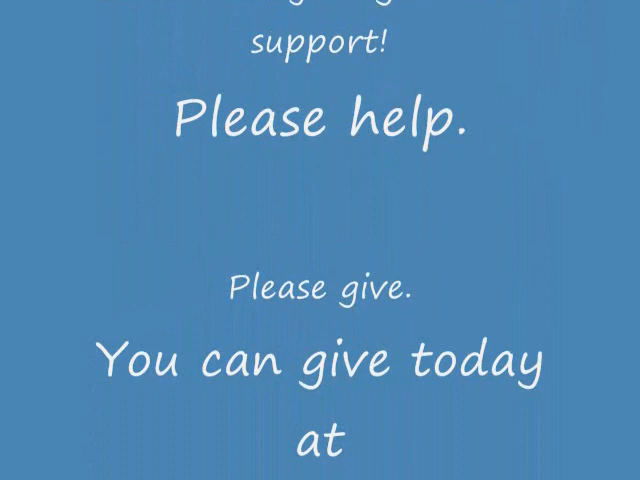 support!
Please help.
Please give.
You can give today
at